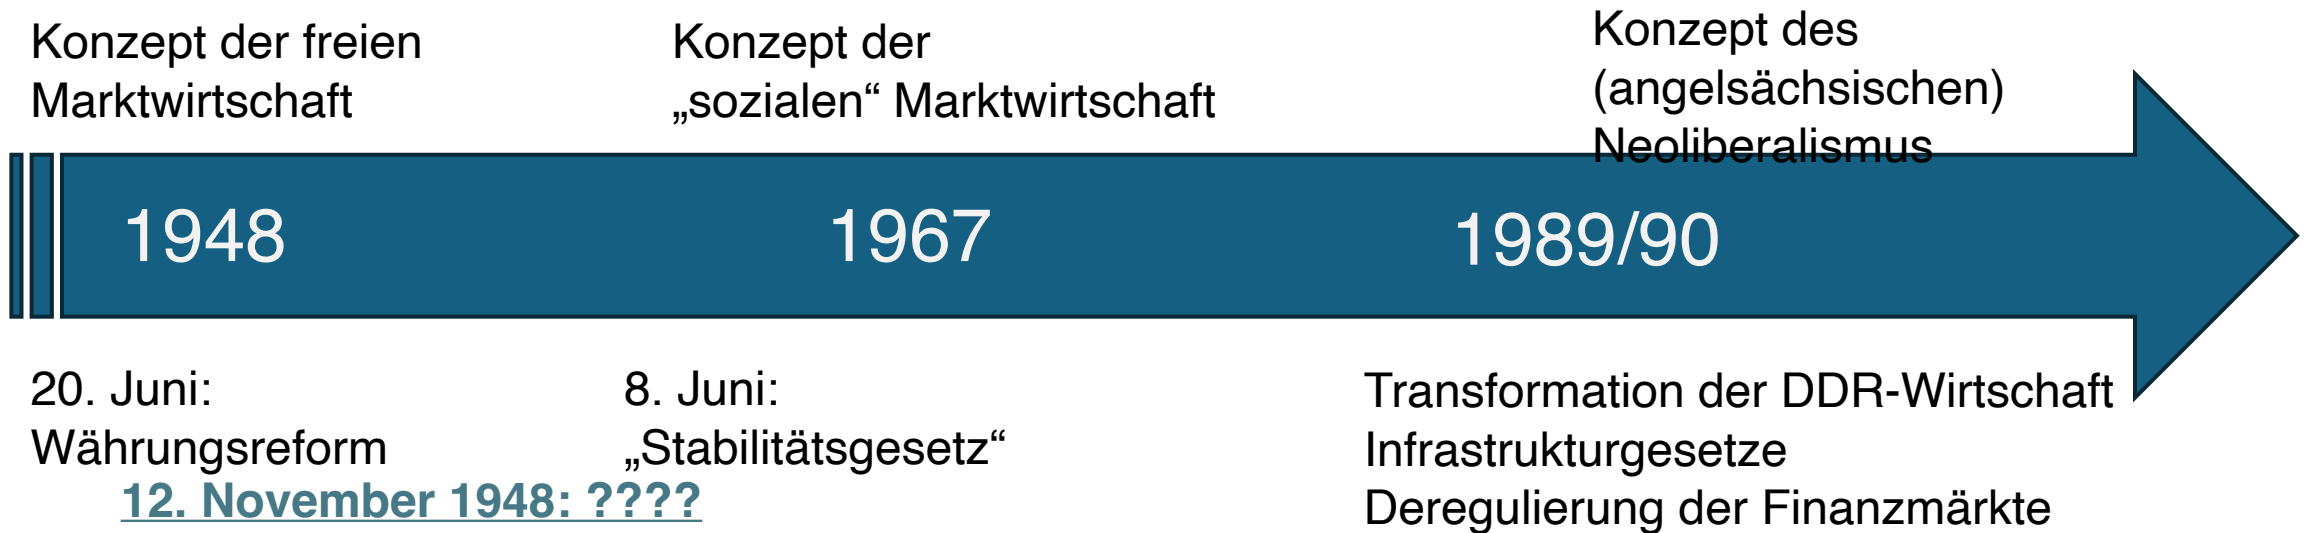 Konzept der freien
Marktwirtschaft
Konzept der
„sozialen“ Marktwirtschaft
Konzept des
(angelsächsischen)
Neoliberalismus
1948
1967
1989/90
20. Juni:
Währungsreform
12. November 1948: ????
8. Juni:
„Stabilitätsgesetz“
Transformation der DDR-Wirtschaft
Infrastrukturgesetze
Deregulierung der Finanzmärkte